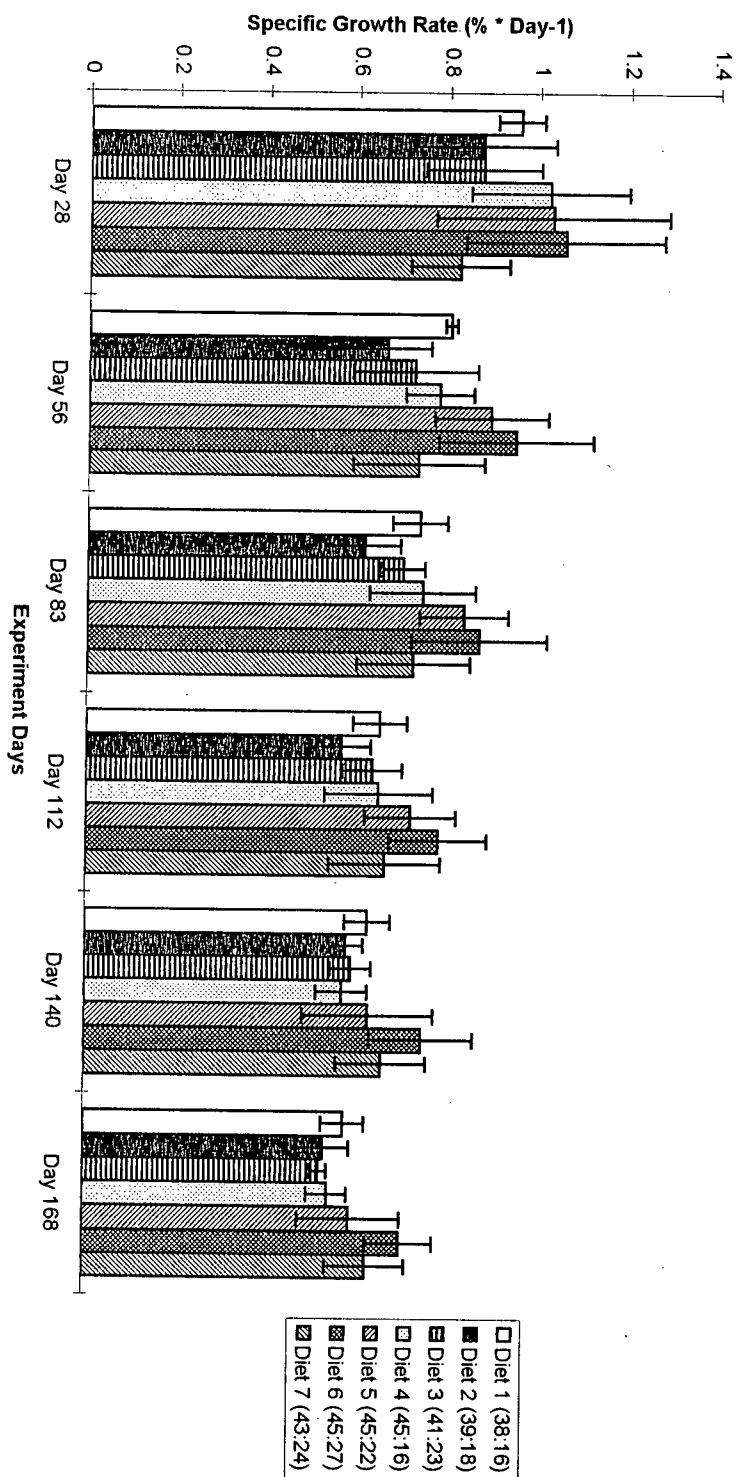 Specific Growth Rate (% * Day-1)
1.4
1.2
1
0.8
0.6
0.4
0.2
0
Day 28
Day 56
Day 83
Day 112
Day 140
Day 168
Experiment Days
Diet 1 (38:16)
Diet 2 (39:18)
Diet 3 (41:23)
Diet 4 (45:16)
Diet 5 (45:22)
Diet 6 (45:27)
Diet 7 (43:24)